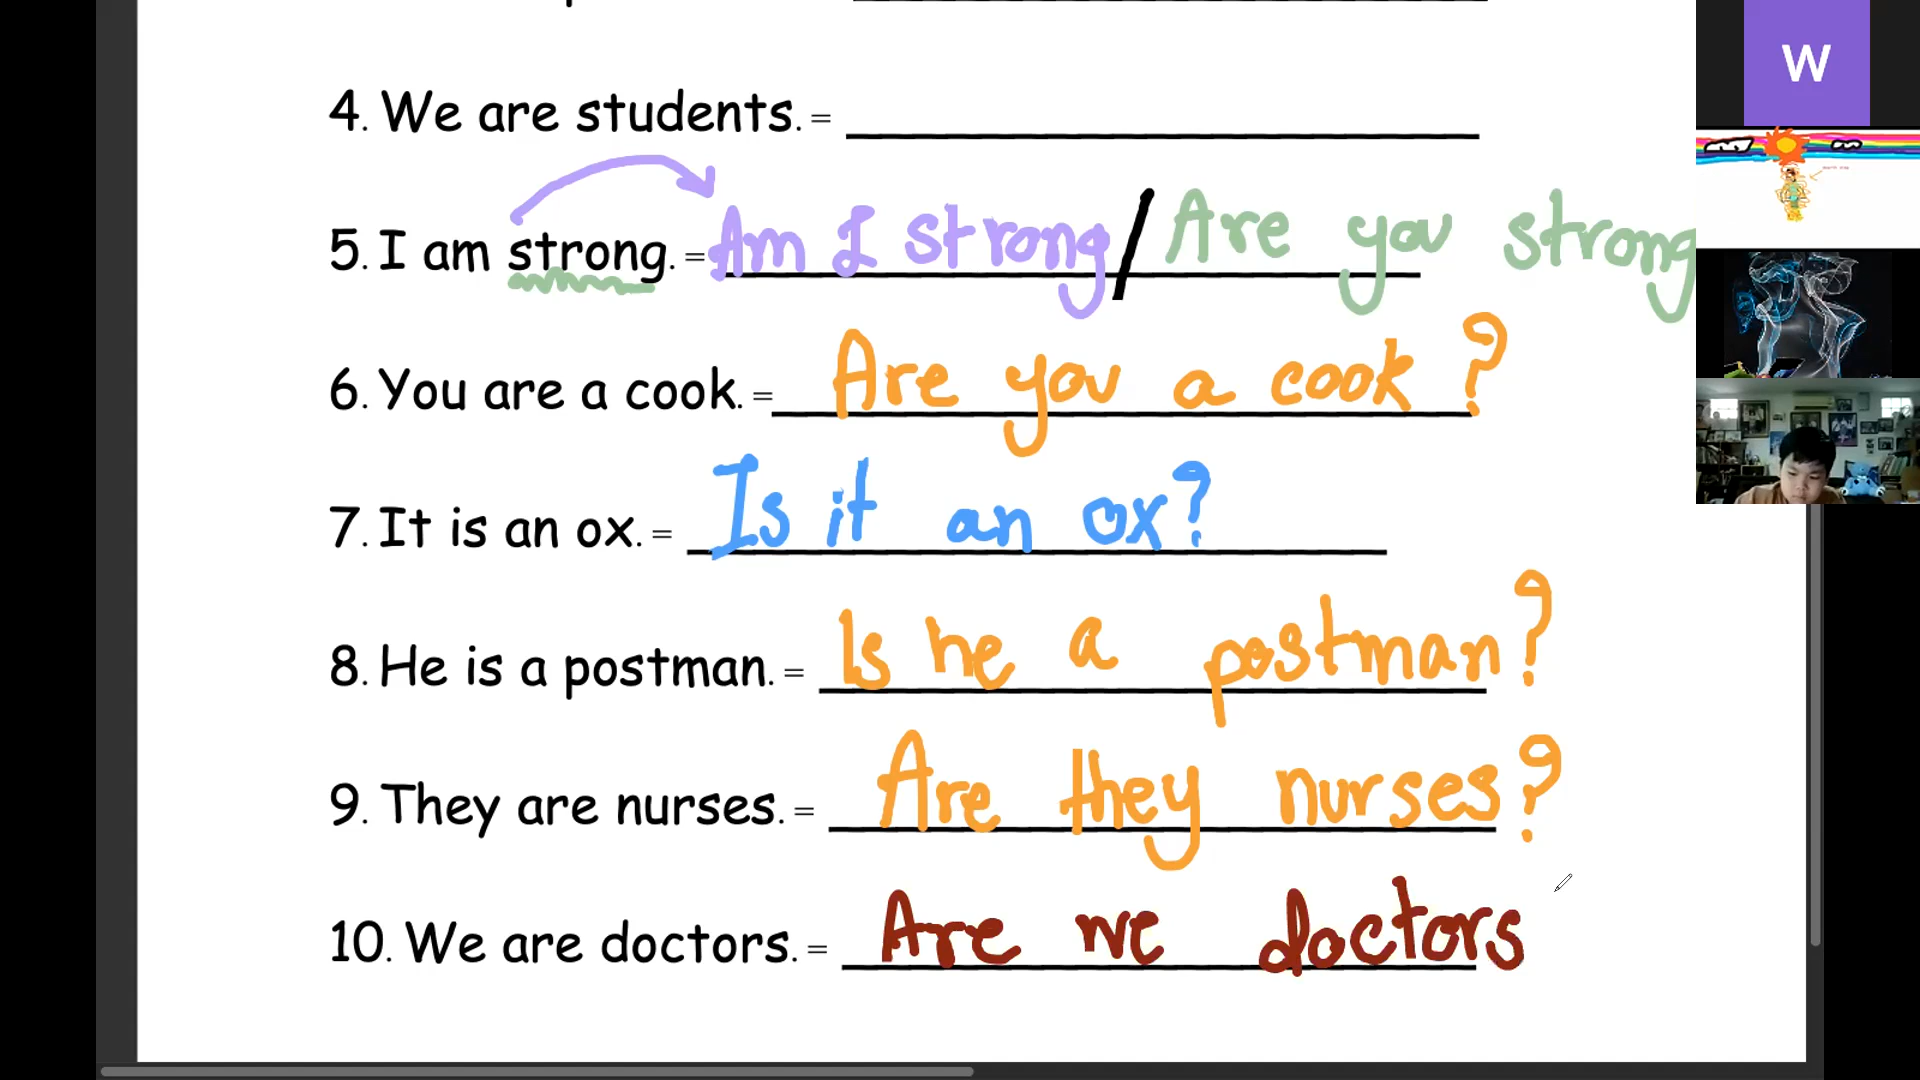 4. We are students. =
5. I am strong. = Am I strong / Are you strong
6. You are a cook. = Are you a cook ?
7. It is an ox. = Is it an ox?
8. He is a postman. = Is he a postman?
9. They are nurses. = Are they nurses?
10. We are doctors. = Are we doctors
W